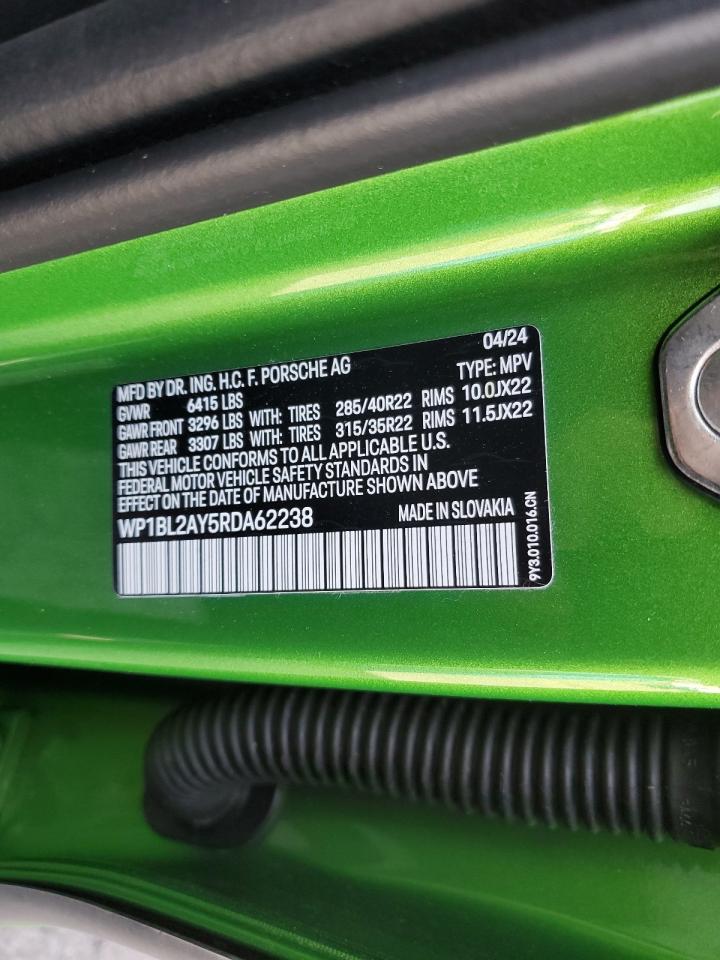 04/24
MFD BY DR. ING. H.C. F. PORSCHE AG TYPE: MPV
GVWR 6415 LBS
GAWR FRONT 3296 LBS WITH: TIRES 285/40R22 RIMS 10.0JX22
GAWR REAR 3307 LBS WITH: TIRES 315/35R22 RIMS 11.5JX22
THIS VEHICLE CONFORMS TO ALL APPLICABLE U.S.
FEDERAL MOTOR VEHICLE SAFETY STANDARDS IN
EFFECT ON THE DATE OF MANUFACTURE SHOWN ABOVE
WP1BL2AY5RDA62238 MADE IN SLOVAKIA
9Y3.010.016.CN